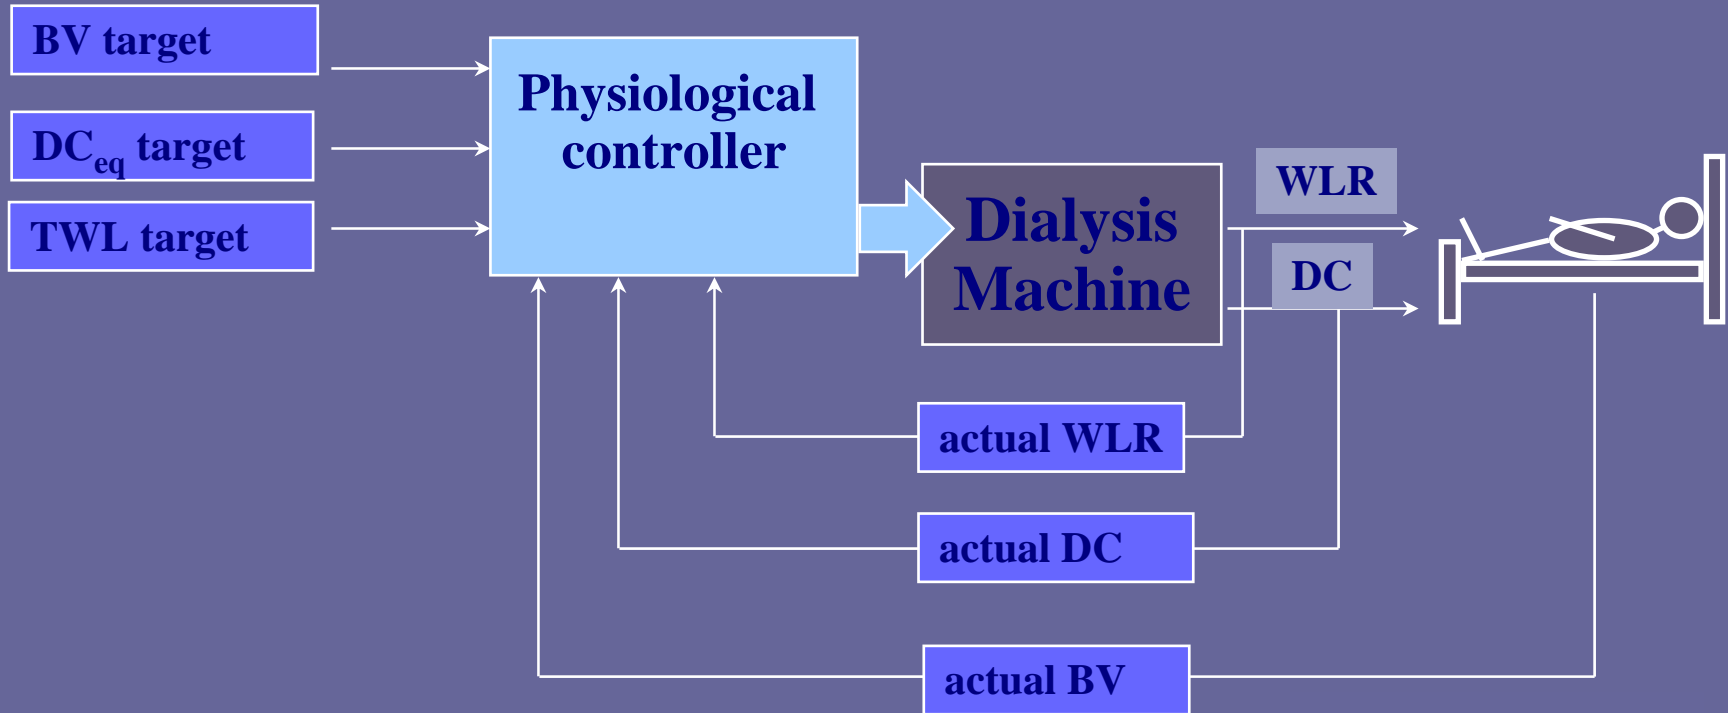 BV target
DCeq target
TWL target
Physiological
controller
Dialysis
Machine
WLR
DC
actual WLR
actual DC
actual BV